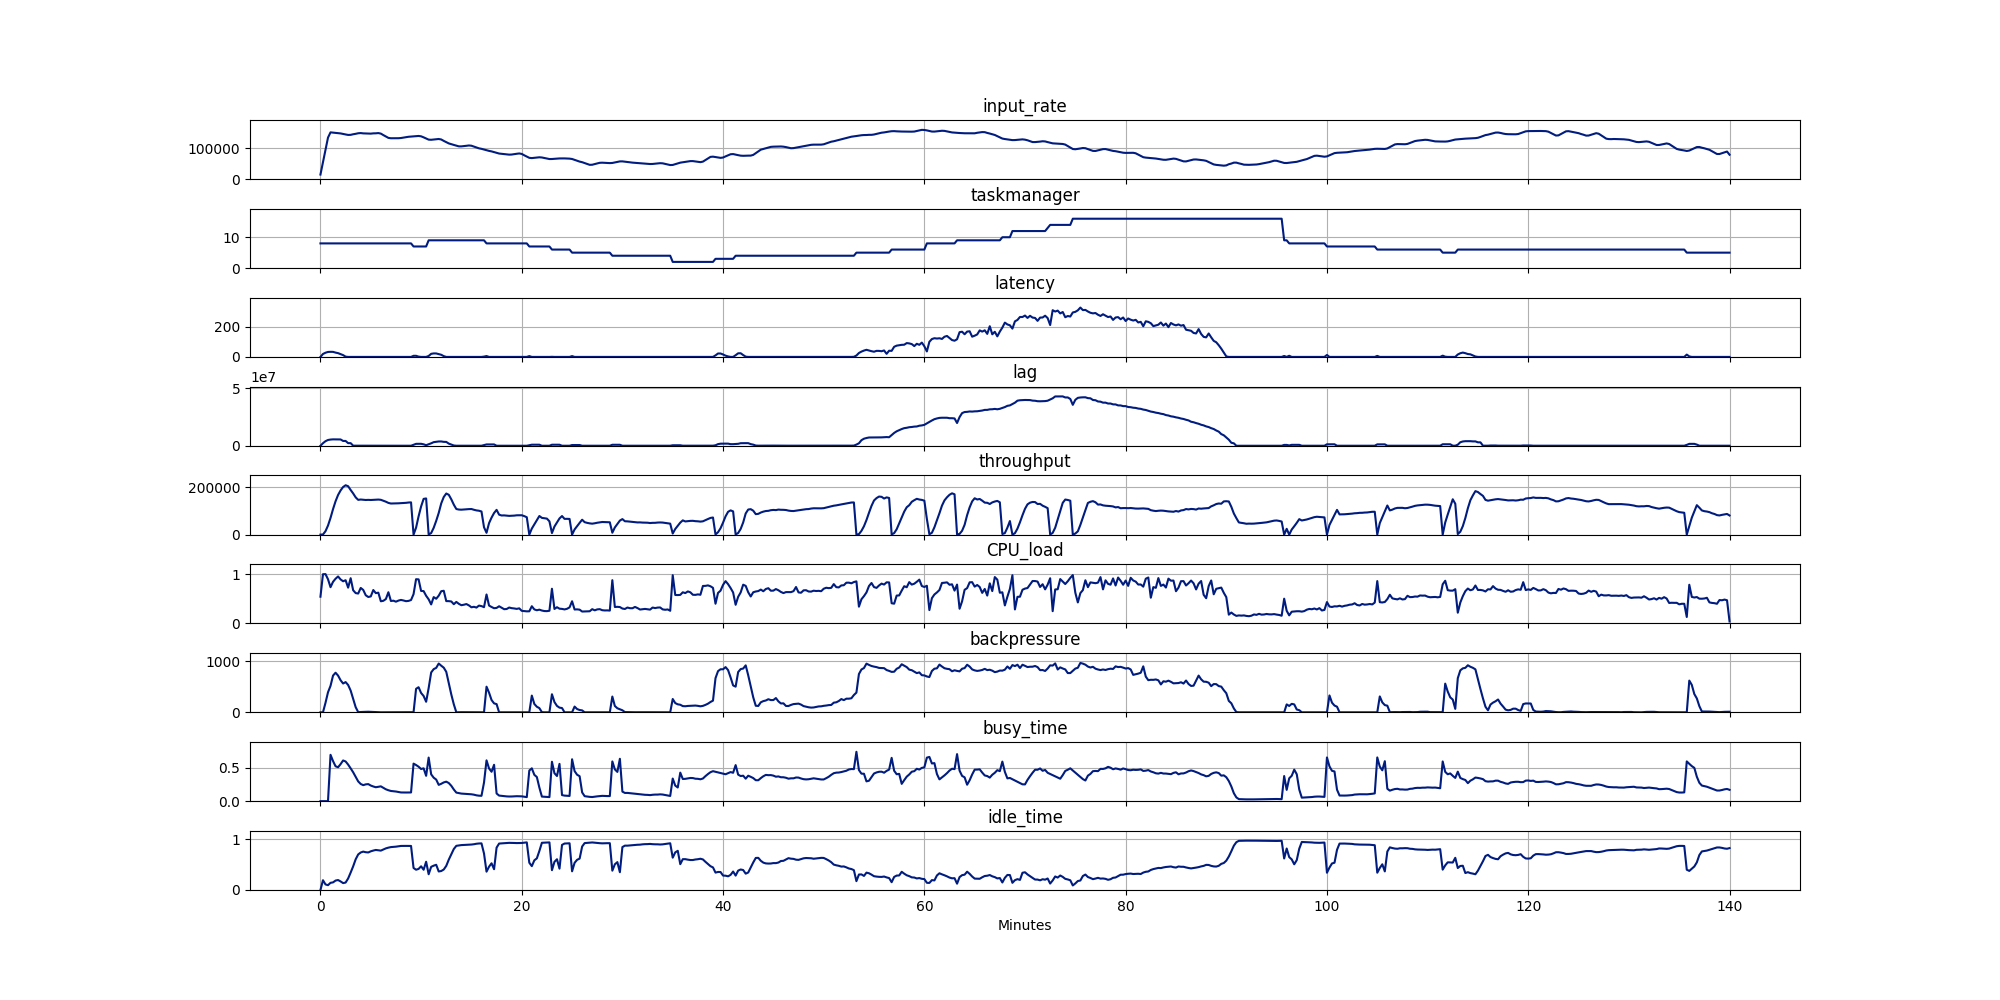 input_rate
100000
0
taskmanager
10
0
latency
200
0
1e7
lag
5
0
throughput
200000
0
CPU_load
1
0
backpressure
1000
0
busy_time
0.5
0.0
idle_time
1
0
0 20 40 60 80 100 120 140
Minutes